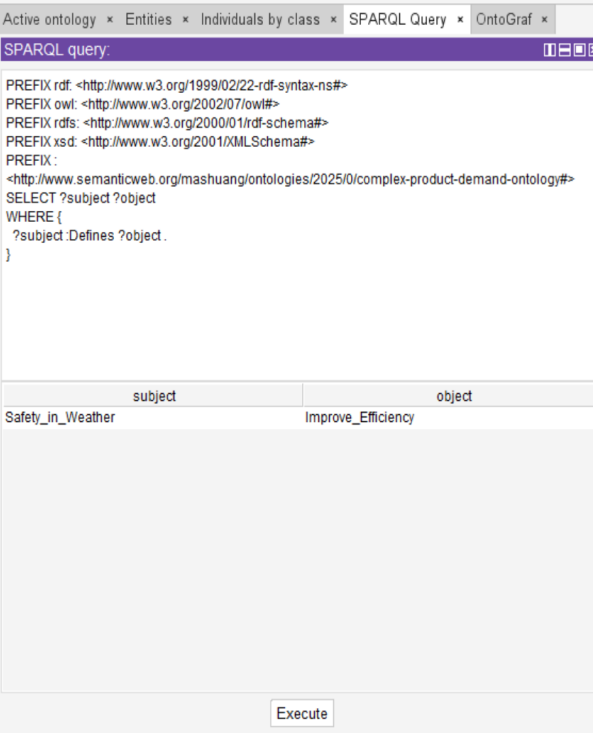 Active ontology × Entities × Individuals by class × SPARQL Query × OntoGraf ×
SPARQL query:
PREFIX rdf: <http://www.w3.org/1999/02/22-rdf-syntax-ns#>
PREFIX owl: <http://www.w3.org/2002/07/owl#>
PREFIX rdfs: <http://www.w3.org/2000/01/rdf-schema#>
PREFIX xsd: <http://www.w3.org/2001/XMLSchema#>
PREFIX :
<http://www.semanticweb.org/mashuang/ontologies/2025/0/complex-product-demand-ontology#>
SELECT ?subject ?object
WHERE {
?subject :Defines ?object .
}
subject object
Safety_in_Weather Improve_Efficiency
Execute